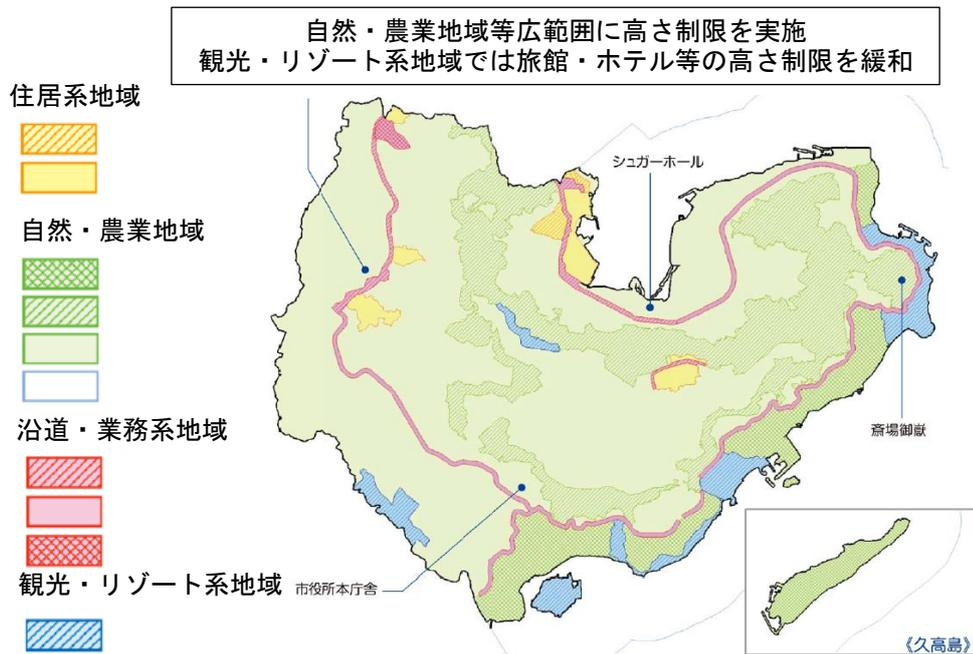 自然・農業地域等広範囲に高さ制限を実施
観光・リゾート系地域では旅館・ホテル等の高さ制限を緩和
住居系地域
自然・農業地域
沿道・業務系地域
観光・リゾート系地域
シュガーホール
斎場御嶽
市役所本庁舎
《久高島》